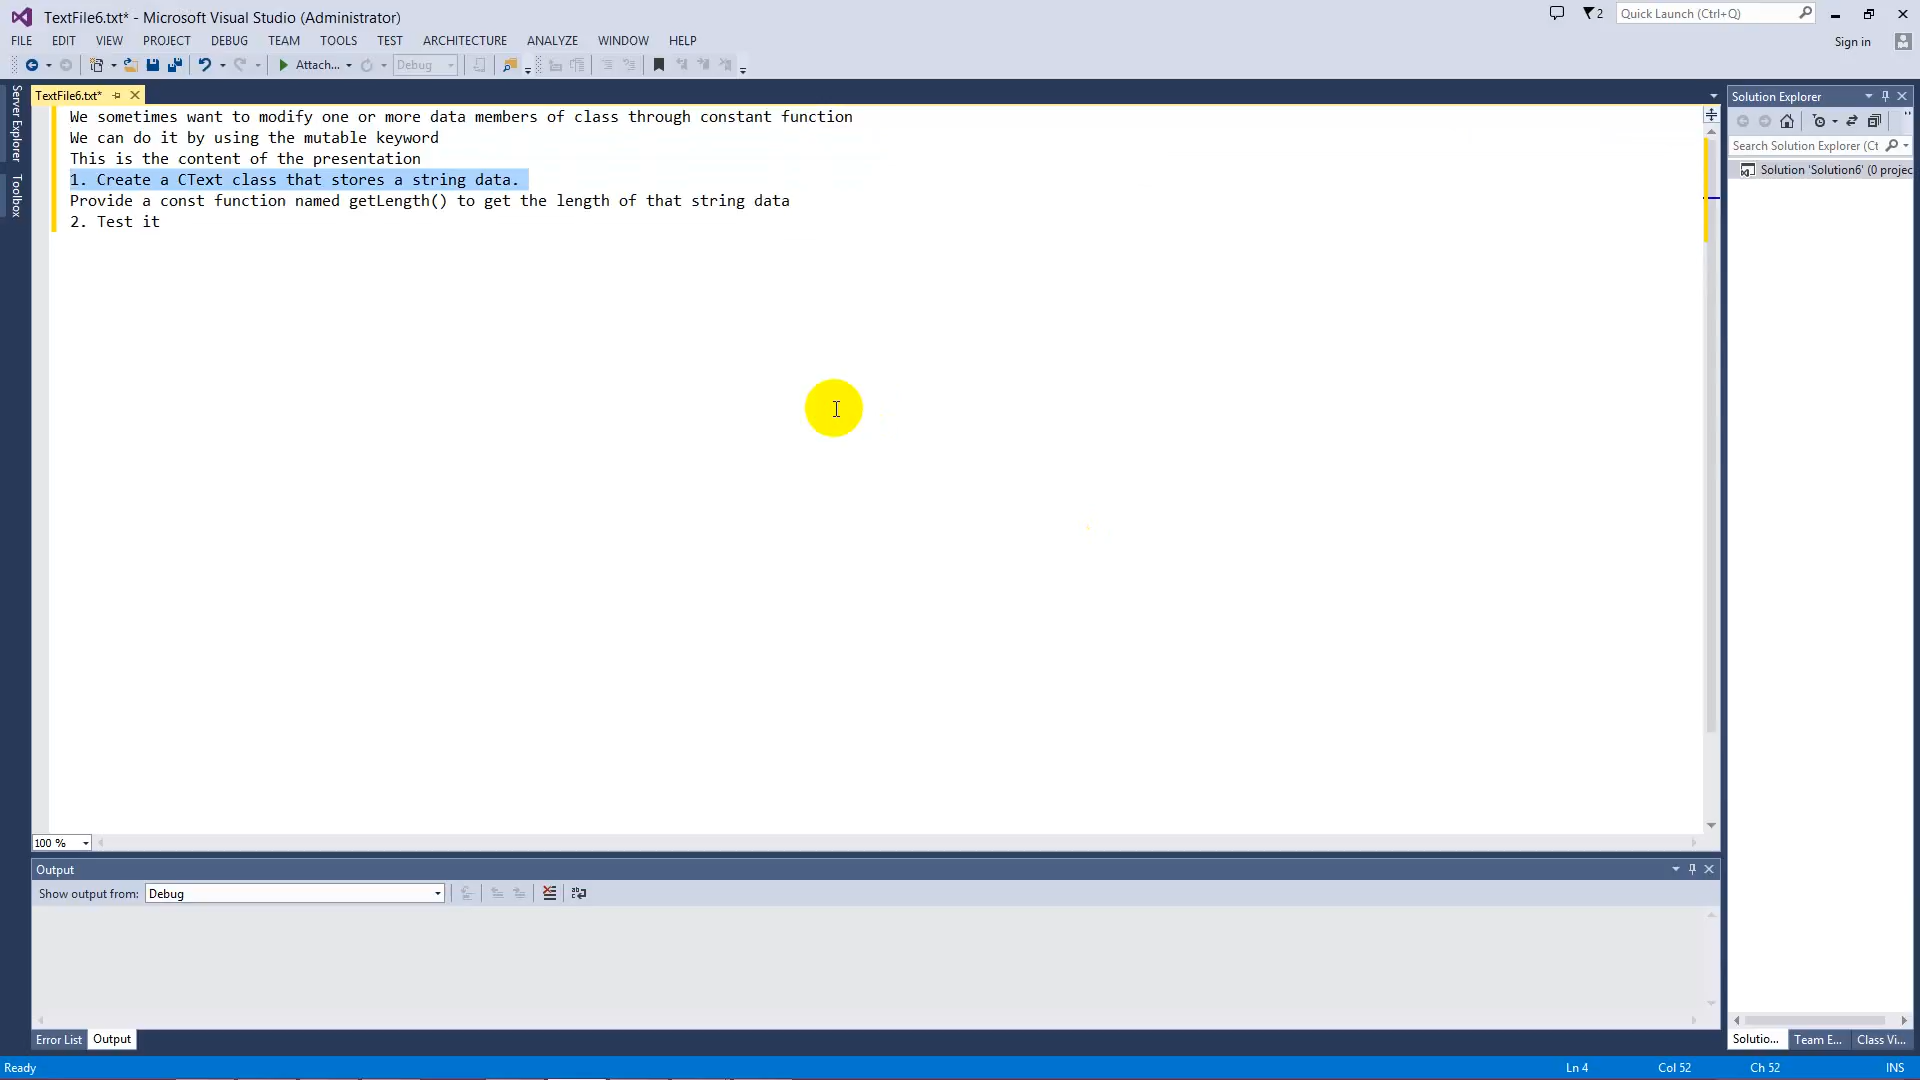 TextFile6.txt* - Microsoft Visual Studio (Administrator)
2
Quick Launch (Ctrl+Q)
FILE EDIT VIEW PROJECT DEBUG TEAM TOOLS TEST ARCHITECTURE ANALYZE WINDOW HELP
Sign in
Attach...
Debug
Server Explorer
Toolbox
TextFile6.txt*
We sometimes want to modify one or more data members of class through constant function
We can do it by using the mutable keyword
This is the content of the presentation
1. Create a CText class that stores a string data.
Provide a const function named getLength() to get the length of that string data
2. Test it
Solution Explorer
Search Solution Explorer (Ct
Solution 'Solution6' (0 projec
100 %
Output
Show output from: Debug
Error List Output
Solutio... Team E... Class Vi...
Ready
Ln 4 Col 52 Ch 52 INS